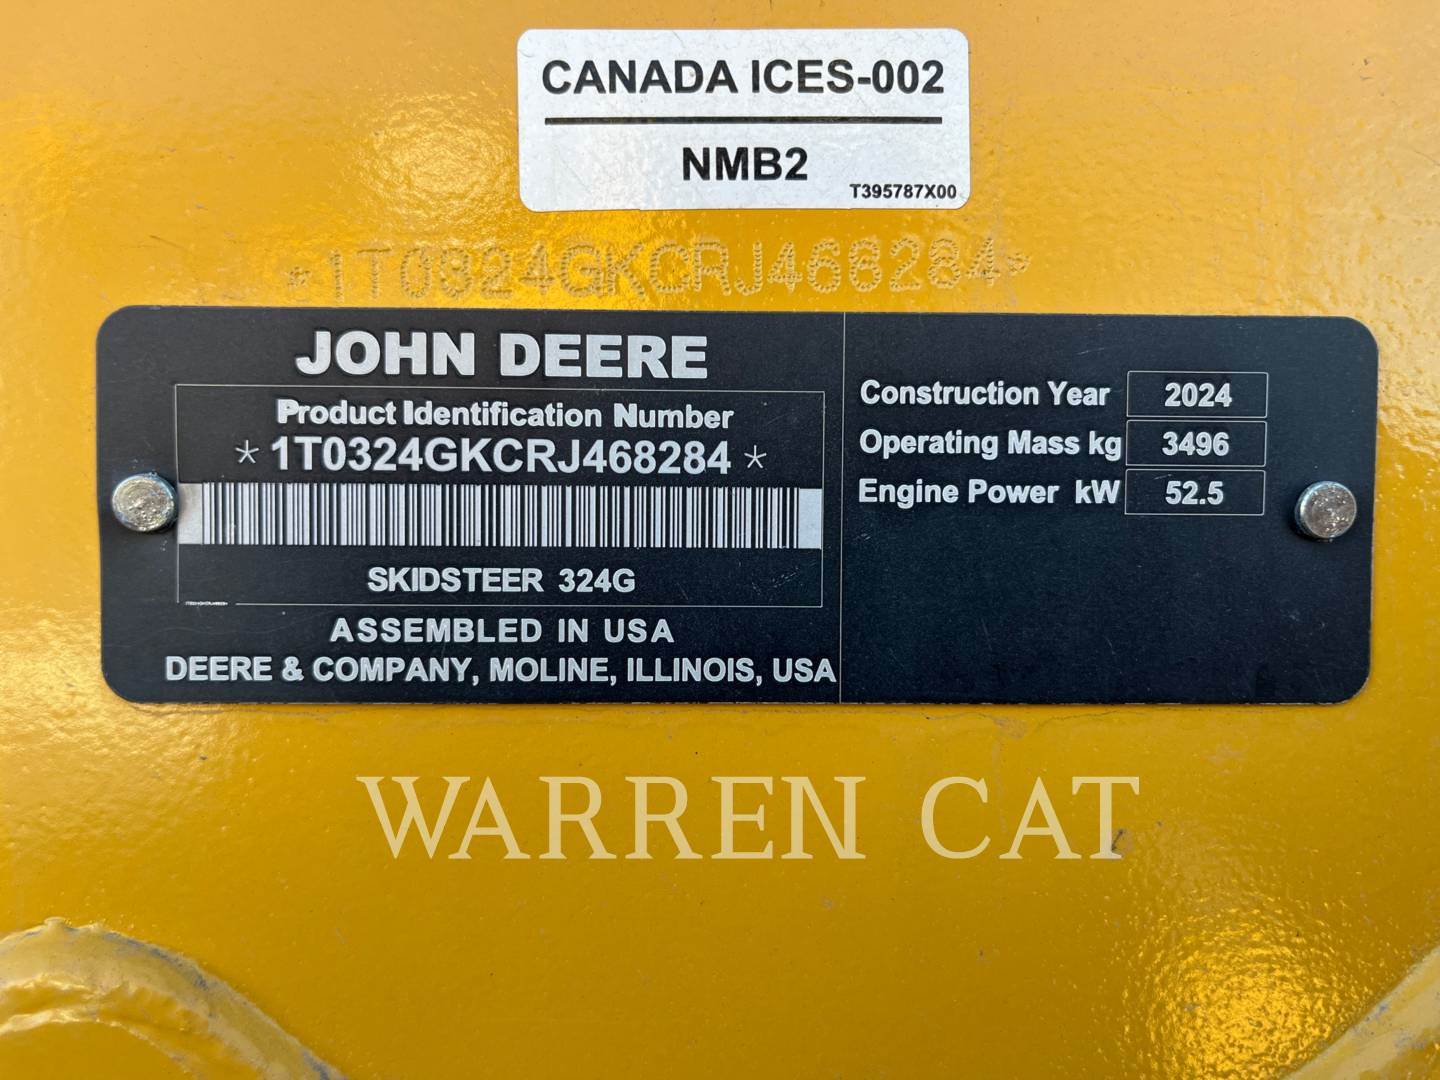 CANADA ICES-002
NMB2
T395787X00
*1T0324GKCRJ468284*
JOHN DEERE
Product Identification Number
*1T0324GKCRJ468284*
SKIDSTEER 324G
ASSEMBLED IN USA
DEERE & COMPANY, MOLINE, ILLINOIS, USA
Construction Year 2024
Operating Mass kg 3496
Engine Power kW 52.5
WARREN CAT